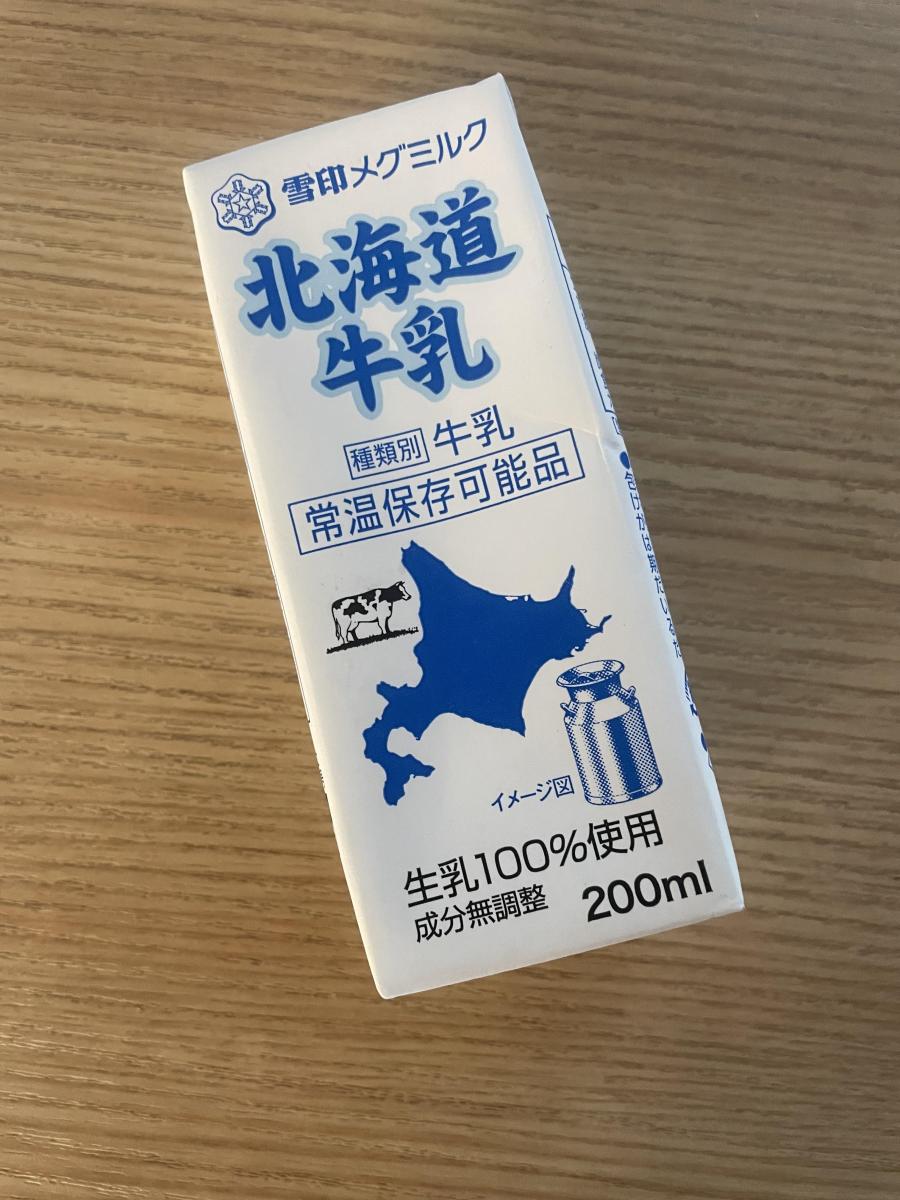 雪印メグミルク
北海道
牛乳
種類別 牛乳
常温保存可能品
イメージ図
生乳100%使用
成分無調整 200ml